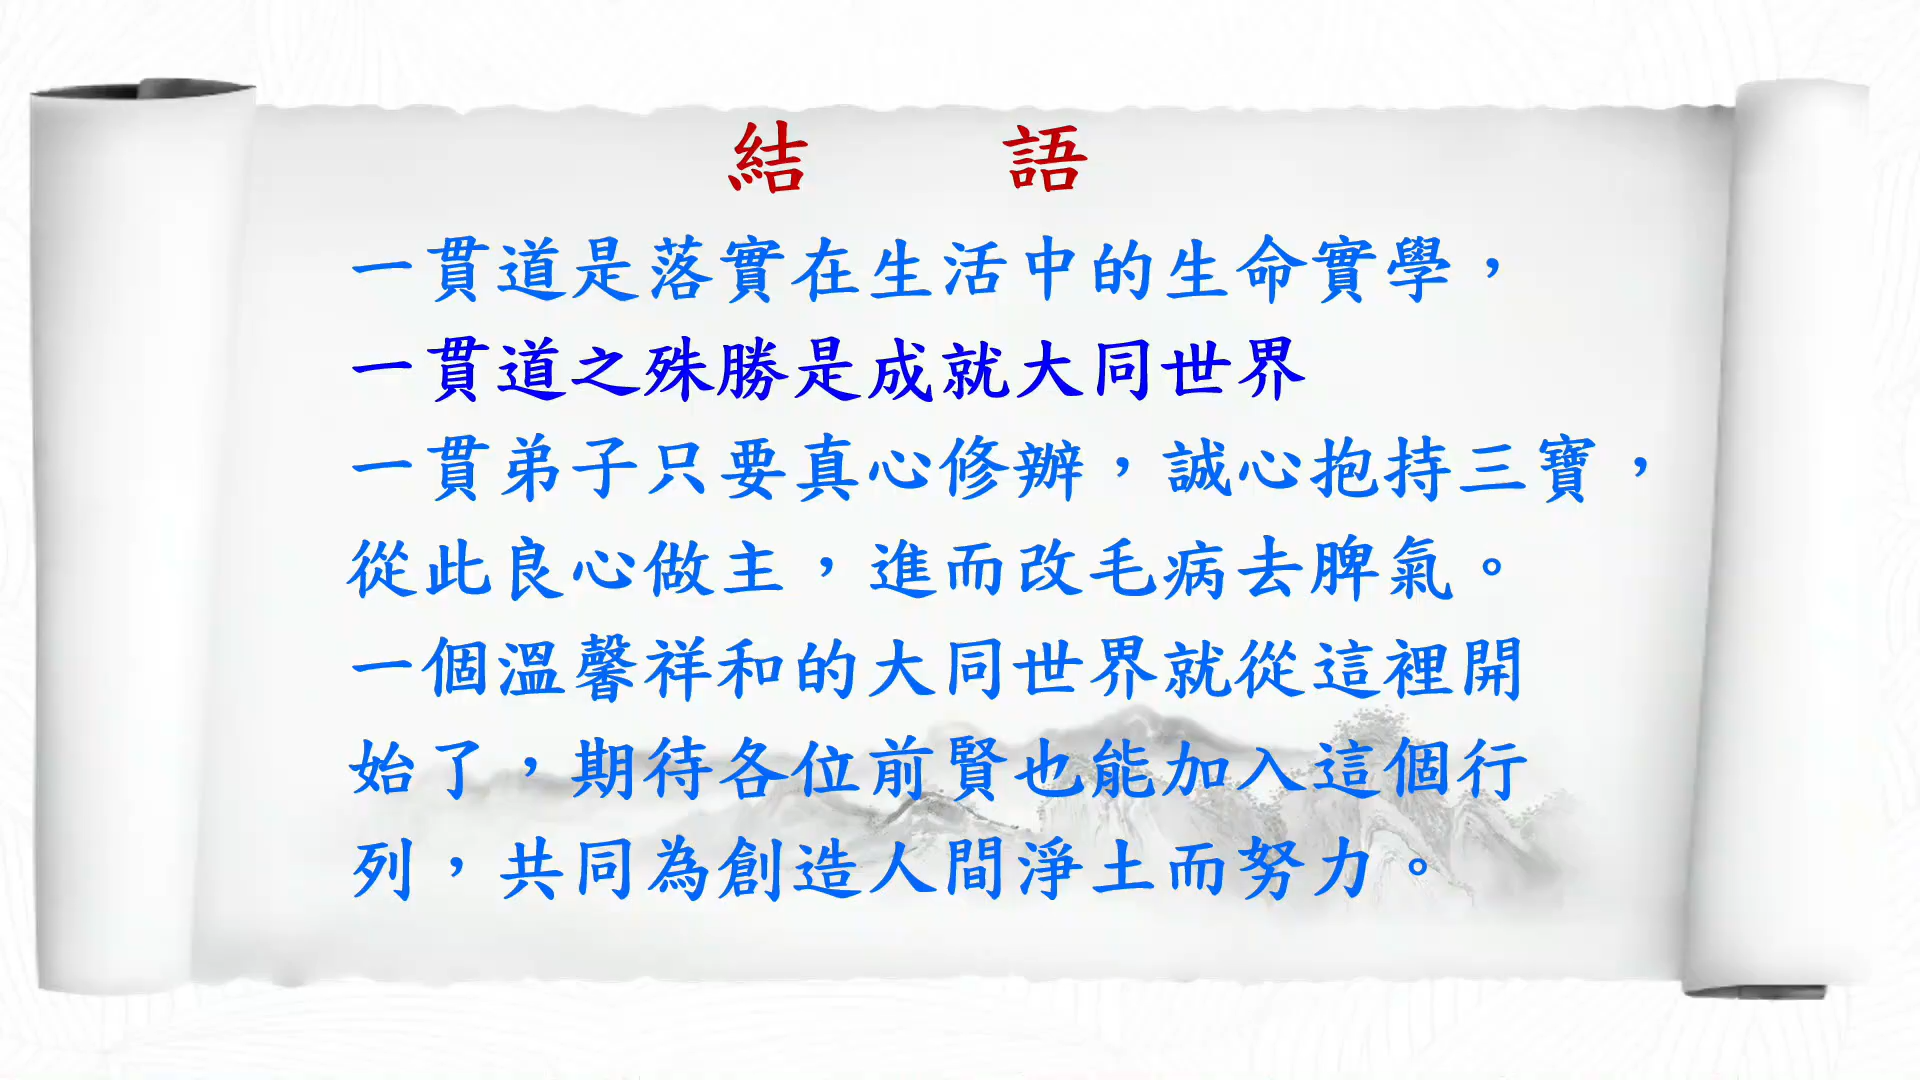 結　　語
一貫道是落實在生活中的生命實學，
一貫道之殊勝是成就大同世界
一貫弟子只要真心修辦，誠心抱持三寶，
從此良心做主，進而改毛病去脾氣。
一個溫馨祥和的大同世界就從這裡開
始了，期待各位前賢也能加入這個行
列，共同為創造人間淨土而努力。